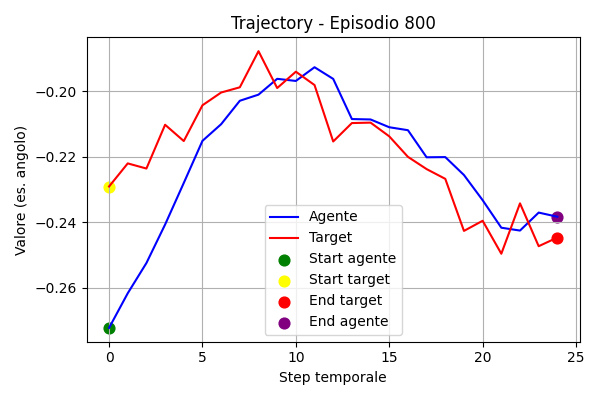 Trajectory - Episodio 800
Valore (es. angolo)
−0.20
−0.22
−0.24
−0.26
Agente
Target
Start agente
Start target
End target
End agente
0 5 10 15 20 25
Step temporale